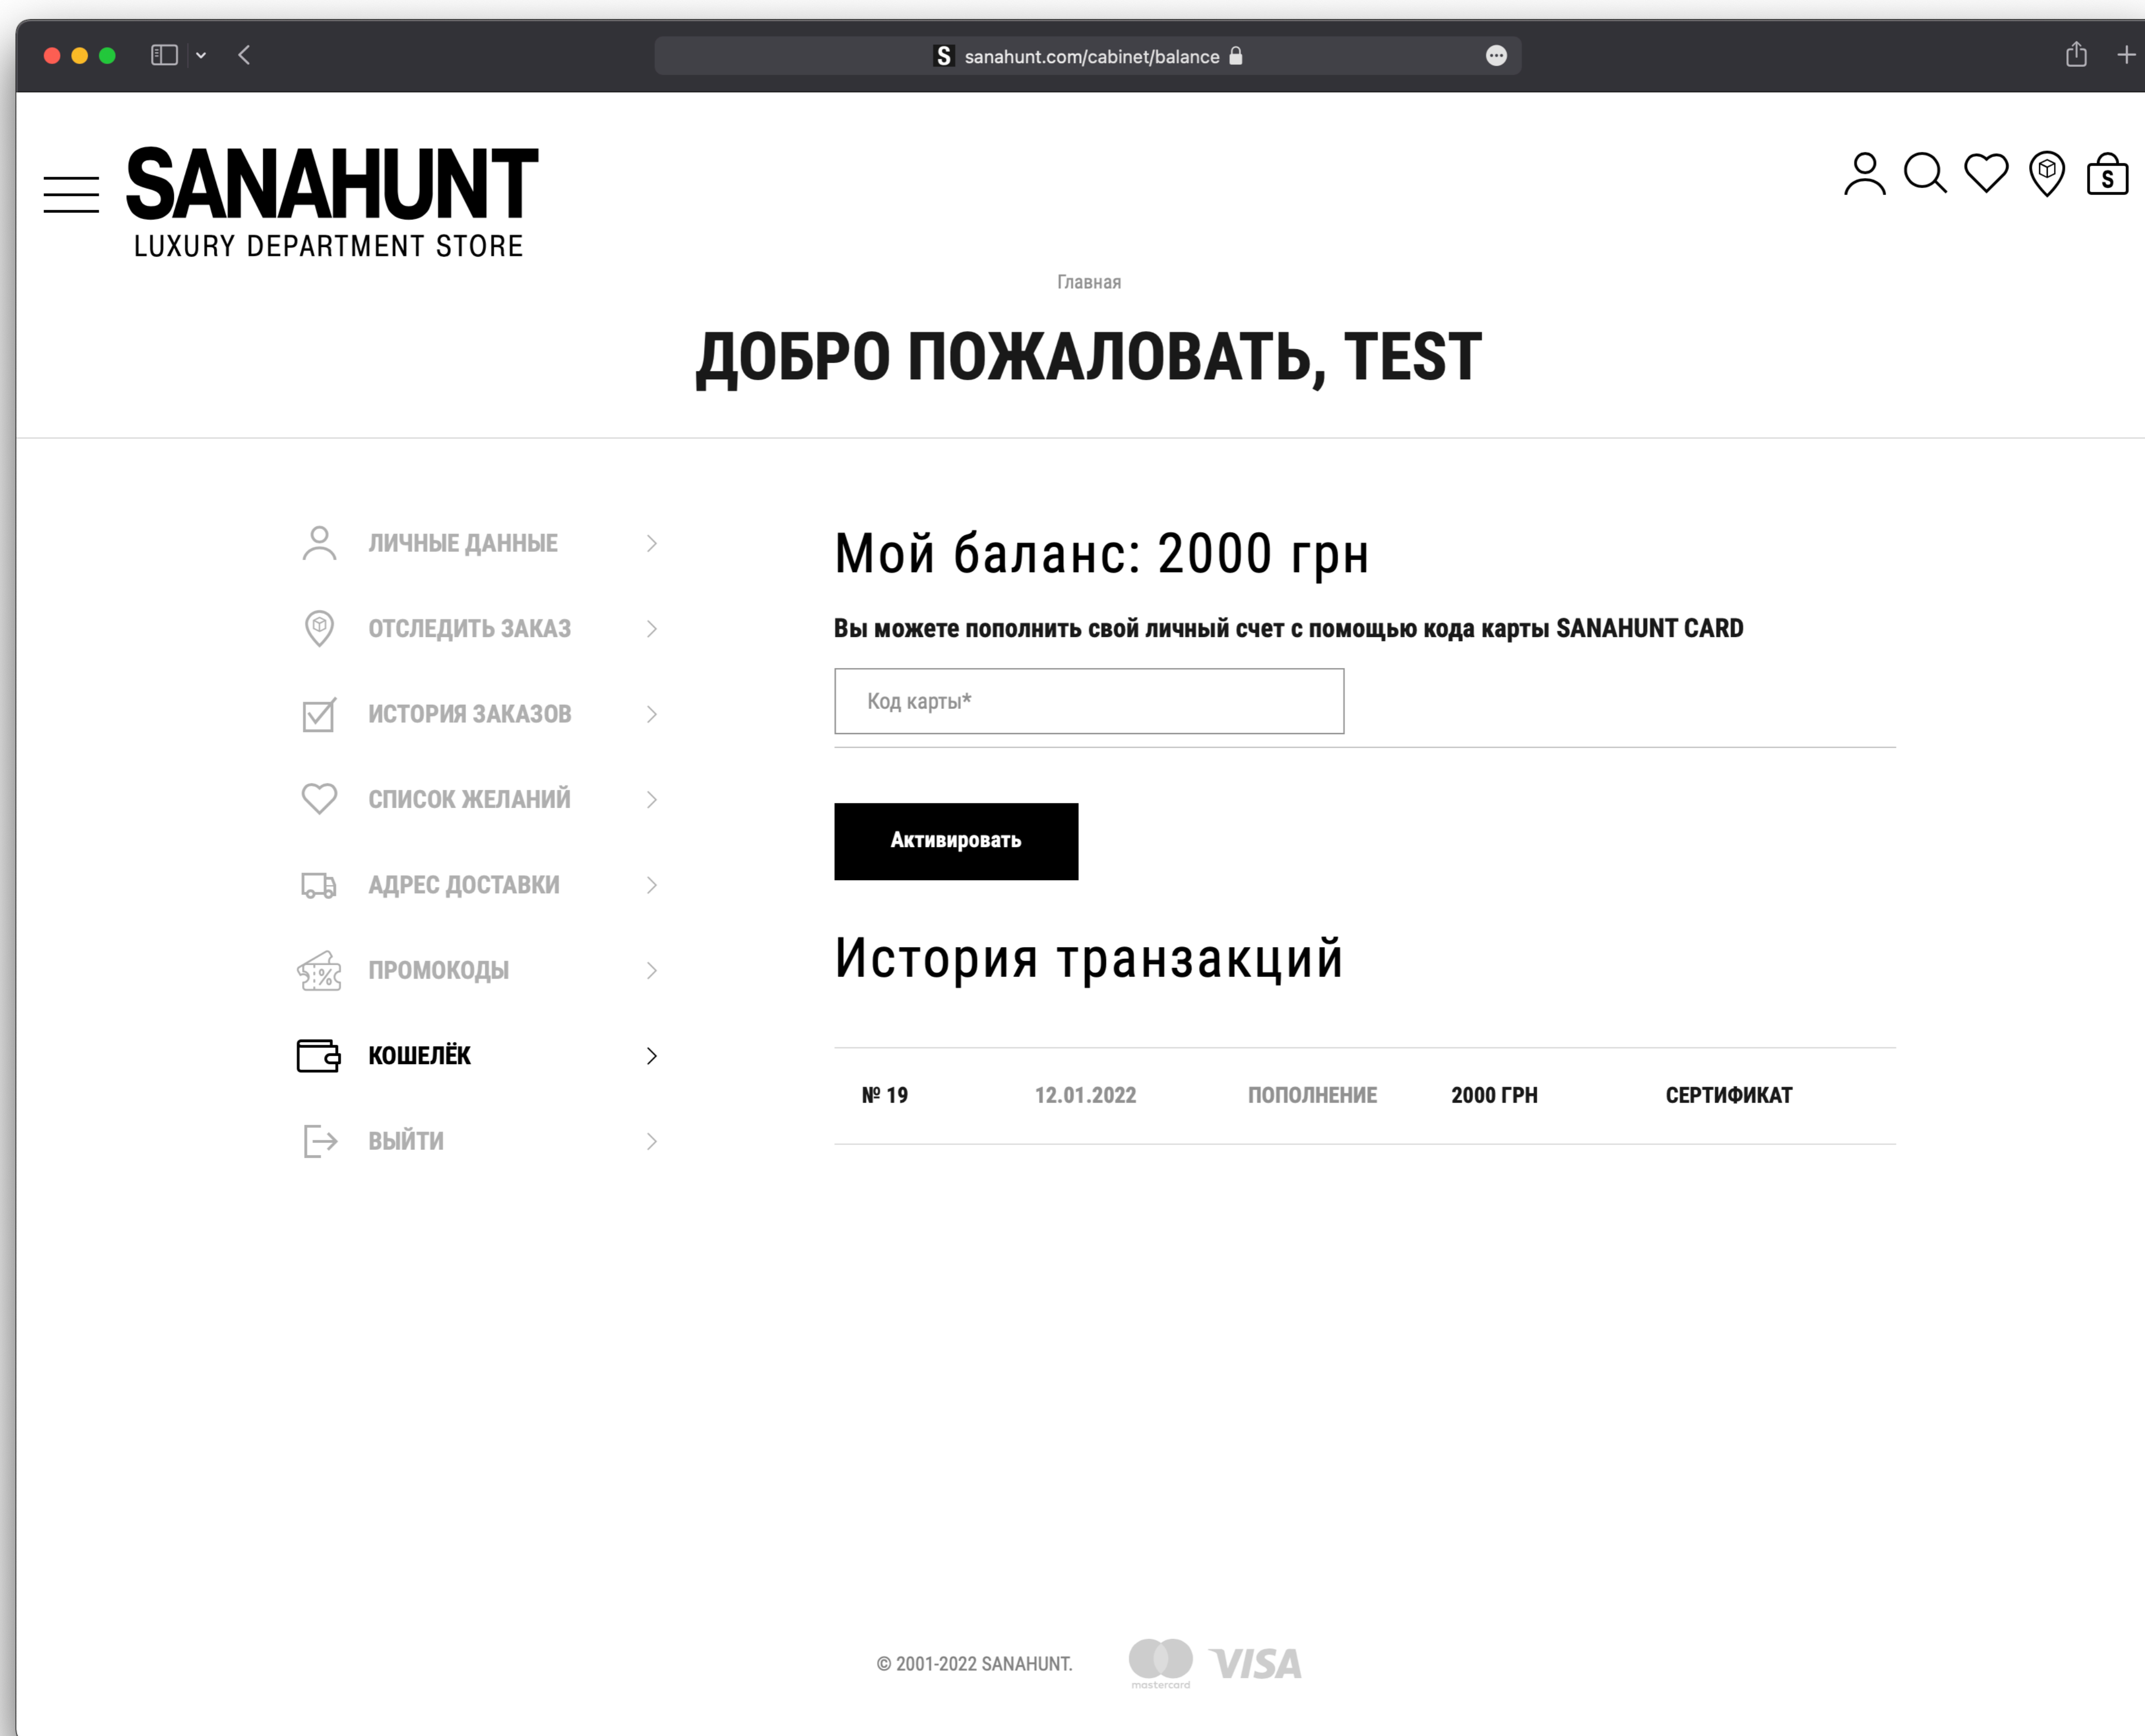 S sanahunt.com/cabinet/balance
SANAHUNT
LUXURY DEPARTMENT STORE
S
Главная
ДОБРО ПОЖАЛОВАТЬ, TEST
ЛИЧНЫЕ ДАННЫЕ
ОТСЛЕДИТЬ ЗАКАЗ
ИСТОРИЯ ЗАКАЗОВ
СПИСОК ЖЕЛАНИЙ
АДРЕС ДОСТАВКИ
% ПРОМОКОДЫ
КОШЕЛЁК
ВЫЙТИ
Мой баланс: 2000 грн
Вы можете пополнить свой личный счет с помощью кода карты SANAHUNT CARD
Код карты*
Активировать
История транзакций
№ 19 12.01.2022 ПОПОЛНЕНИЕ 2000 ГРН СЕРТИФИКАТ
© 2001-2022 SANAHUNT.
mastercard
VISA